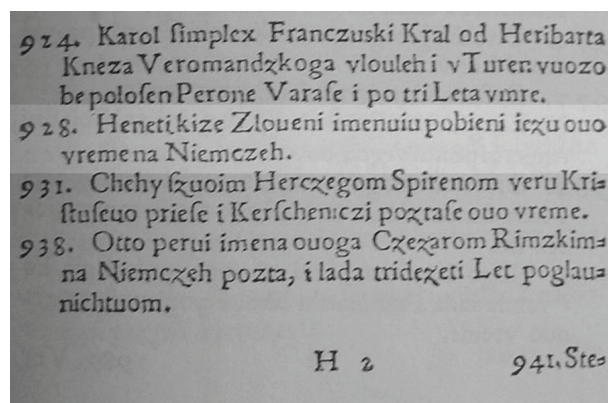 924. Karol ſimplex Franczuski Kral od Heribarta
Kneza Veromandzkoga vlouleh i v Turen vuozo
be poloſen Perone Varaſe i po tri Leta vmre.
928. Heneti kize Zloueni imenuiu pobieni iezu ouo
vreme na Niemczeh.
931. Chehy ſzuoim Herczegom Spirenom veru Kri⸗
ſtuſeuo prieſe i Kerſcheniczi poztaſe ouo vreme.
938. Otto perui imena ouoga Czezarom Rimzkim⸗
na Niemczeh pozta, i lada tridezeti Let poglau⸗
nichtuom.
H 2 941. Ste⸗